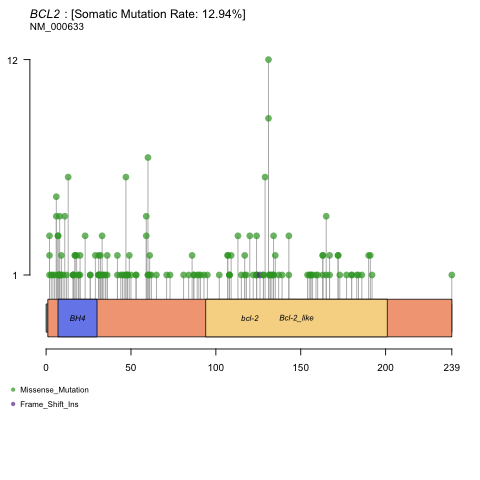 BCL2 : [Somatic Mutation Rate: 12.94%]
NM_000633
12
1
BH4
bcl-2
Bcl-2_like
0 50 100 150 200 239
Missense_Mutation
Frame_Shift_Ins